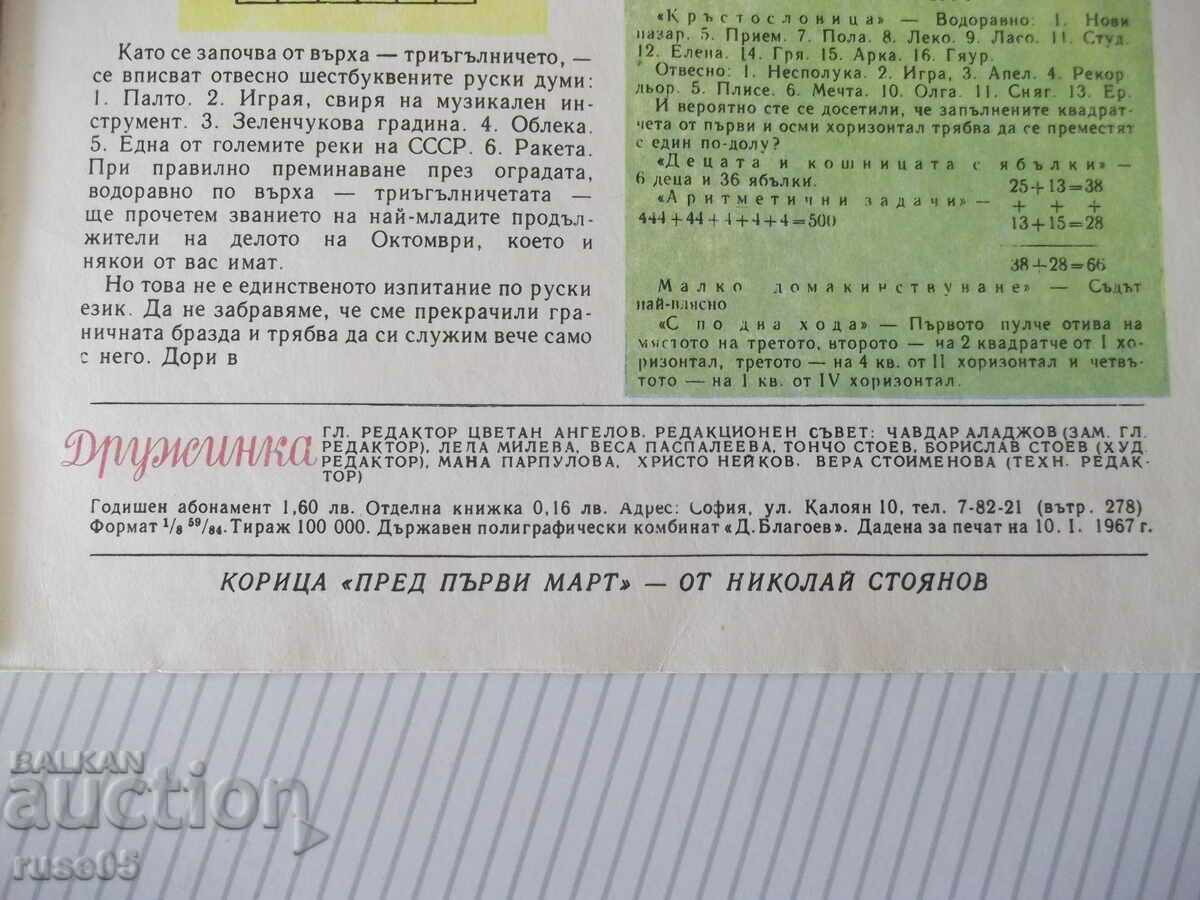 Като се започва от върха — триъгълничето, —
се вписват отвесно шестбуквените руски думи:
1. Палто. 2. Играя, свиря на музикален ин-
струмент. 3. Зеленчукова градина. 4. Облека.
5. Една от големите реки на СССР. 6. Ракета.
При правилно преминаване през оградата,
водоравно по върха — триъгълничетата —
ще прочетем званието на най-младите продъл-
жители на делото на Октомври, което и
някои от вас имат.
Но това не е единственото изпитание по руски
език. Да не забравяме, че сме прекрачили гра-
ничната бразда и трябва да си служим вече само
с него. Дори в
«Кръстословица» — Водоравно: 1. Нови
пазар. 5. Прием. 7. Пола. 8. Леко. 9. Ласо. 11. Студ.
12. Елена. 14. Гря. 15. Арка. 16. Гяур.
Отвесно: 1. Несполука. 2. Игра, 3. Апел. 4. Рекор
дьор. 5. Плисе. 6. Мечта. 10. Олга. 11. Сняг. 13. Ер.
И вероятно сте се досетили, че запълнените квадрат-
чета от първи и осми хоризонтал трябва да се преместят
с един по-долу?
«Децата и кошницата с ябълки» —
6 деца и 36 ябълки.
«Аритметични задачи» —
444+44+4+4+4=500
25+13=38
+ + +
13+15=28
38+28=66
Малко домакинствуване» — Съдът
най-вдясно
«С по два хода» — Първото пулче отива на
мястото на третото, второто — на 2 квадратче от I хо-
ризонтал, третото — на 4 кв. от II хоризонтал и четвъ-
тото — на 1 кв. от IV хоризонтал.
Дружинка
ГЛ. РЕДАКТОР ЦВЕТАН АНГЕЛОВ. РЕДАКЦИОНЕН СЪВЕТ: ЧАВДАР АЛАДЖОВ (ЗАМ. ГЛ.
РЕДАКТОР), ЛЕДА МИЛЕВА, ВЕСА ПАСПАЛЕЕВА, ТОНЧО СТОЕВ, БОРИСЛАВ СТОЕВ (ХУД.
РЕДАКТОР), МАНА ПАРПУЛОВА, ХРИСТО НЕЙКОВ. ВЕРА СТОИМЕНОВА (ТЕХН. РЕДАК-
ТОР)
Годишен абонамент 1,60 лв. Отделна книжка 0,16 лв. Адрес: София, ул. Калоян 10, тел. 7-82-21 (вътр. 278)
Формат 1/8 59/84. Тираж 100 000. Държавен полиграфически комбинат «Д. Благоев». Дадена за печат на 10. I. 1967 г.
КОРИЦА «ПРЕД ПЪРВИ МАРТ» — ОТ НИКОЛАЙ СТОЯНОВ
BALKAN
auction
ruse05